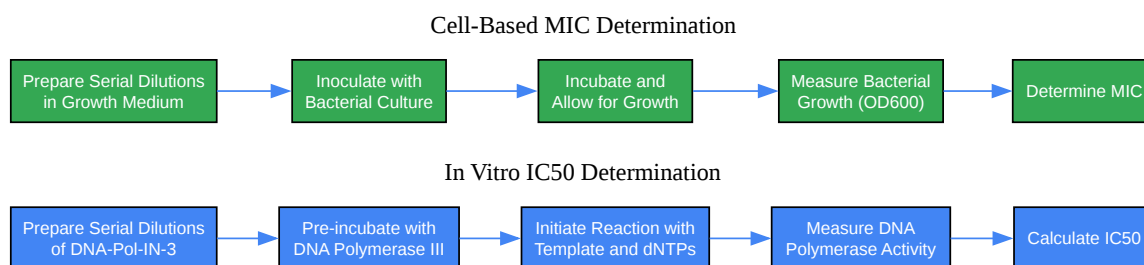 Cell-Based MIC Determination
Prepare Serial Dilutions
in Growth Medium
Inoculate with
Bacterial Culture
Incubate and
Allow for Growth
Measure Bacterial
Growth (OD600)
Determine MIC
In Vitro IC50 Determination
Prepare Serial Dilutions
of DNA-Pol-IN-3
Pre-incubate with
DNA Polymerase III
Initiate Reaction with
Template and dNTPs
Measure DNA
Polymerase Activity
Calculate IC50